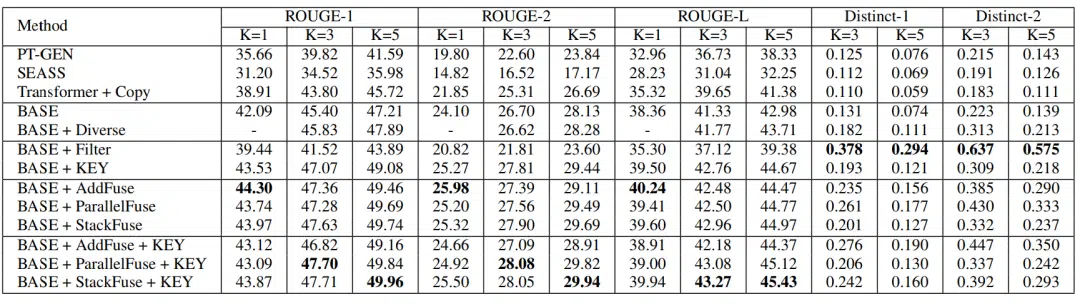 Method ROUGE-1 ROUGE-2 ROUGE-L Distinct-1 Distinct-2
K=1 K=3 K=5 K=1 K=3 K=5 K=1 K=3 K=5 K=3 K=5 K=3 K=5
PT-GEN 35.66 39.82 41.59 19.80 22.60 23.84 32.96 36.73 38.33 0.125 0.076 0.215 0.143
SEASS 31.20 34.52 35.98 14.82 16.52 17.17 28.23 31.04 32.25 0.112 0.069 0.191 0.126
Transformer + Copy 38.91 43.80 45.72 21.85 25.31 26.69 35.32 39.65 41.38 0.110 0.059 0.183 0.111
BASE 42.09 45.40 47.21 24.10 26.70 28.13 38.36 41.33 42.98 0.131 0.074 0.223 0.139
BASE + Diverse - 45.83 47.89 - 26.62 28.28 - 41.77 43.71 0.182 0.111 0.313 0.213
BASE + Filter 39.44 41.52 43.89 20.82 21.81 23.60 35.30 37.12 39.38 0.378 0.294 0.637 0.575
BASE + KEY 43.53 47.07 49.08 25.27 27.81 29.44 39.50 42.76 44.67 0.193 0.121 0.309 0.218
BASE + AddFuse 44.30 47.36 49.46 25.98 27.39 29.11 40.24 42.48 44.47 0.235 0.156 0.385 0.290
BASE + ParallelFuse 43.74 47.28 49.69 25.20 27.56 29.49 39.41 42.50 44.77 0.261 0.177 0.430 0.333
BASE + StackFuse 43.97 47.63 49.74 25.32 27.90 29.69 39.60 42.96 44.97 0.201 0.127 0.332 0.237
BASE + AddFuse + KEY 43.12 46.82 49.16 24.66 27.09 28.91 38.91 42.18 44.37 0.276 0.190 0.447 0.350
BASE + ParallelFuse + KEY 43.09 47.70 49.84 24.92 28.08 29.82 39.00 43.08 45.12 0.206 0.130 0.337 0.242
BASE + StackFuse + KEY 43.87 47.71 49.96 25.50 28.05 29.94 39.94 43.27 45.43 0.242 0.160 0.392 0.293